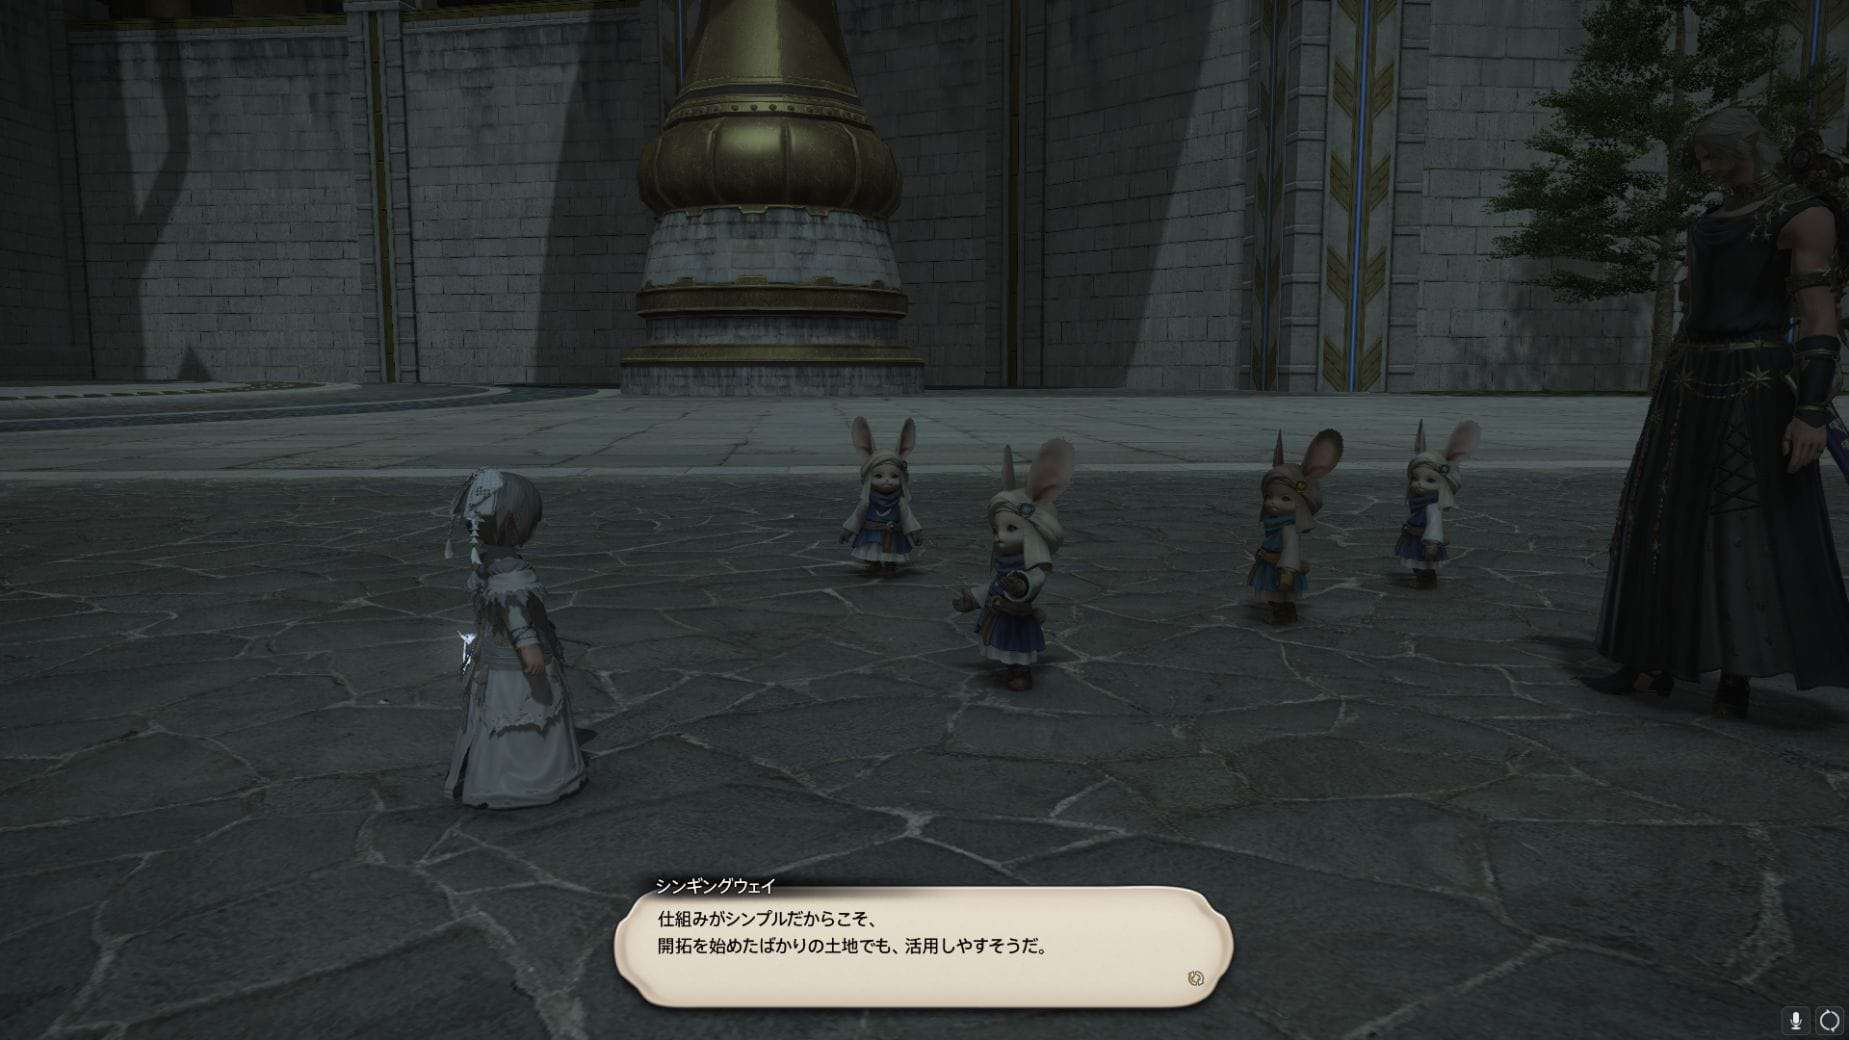 シンギングウェイ
仕組みがシンプルだからこそ、
開拓を始めたばかりの土地でも、活用しやすそうだ。